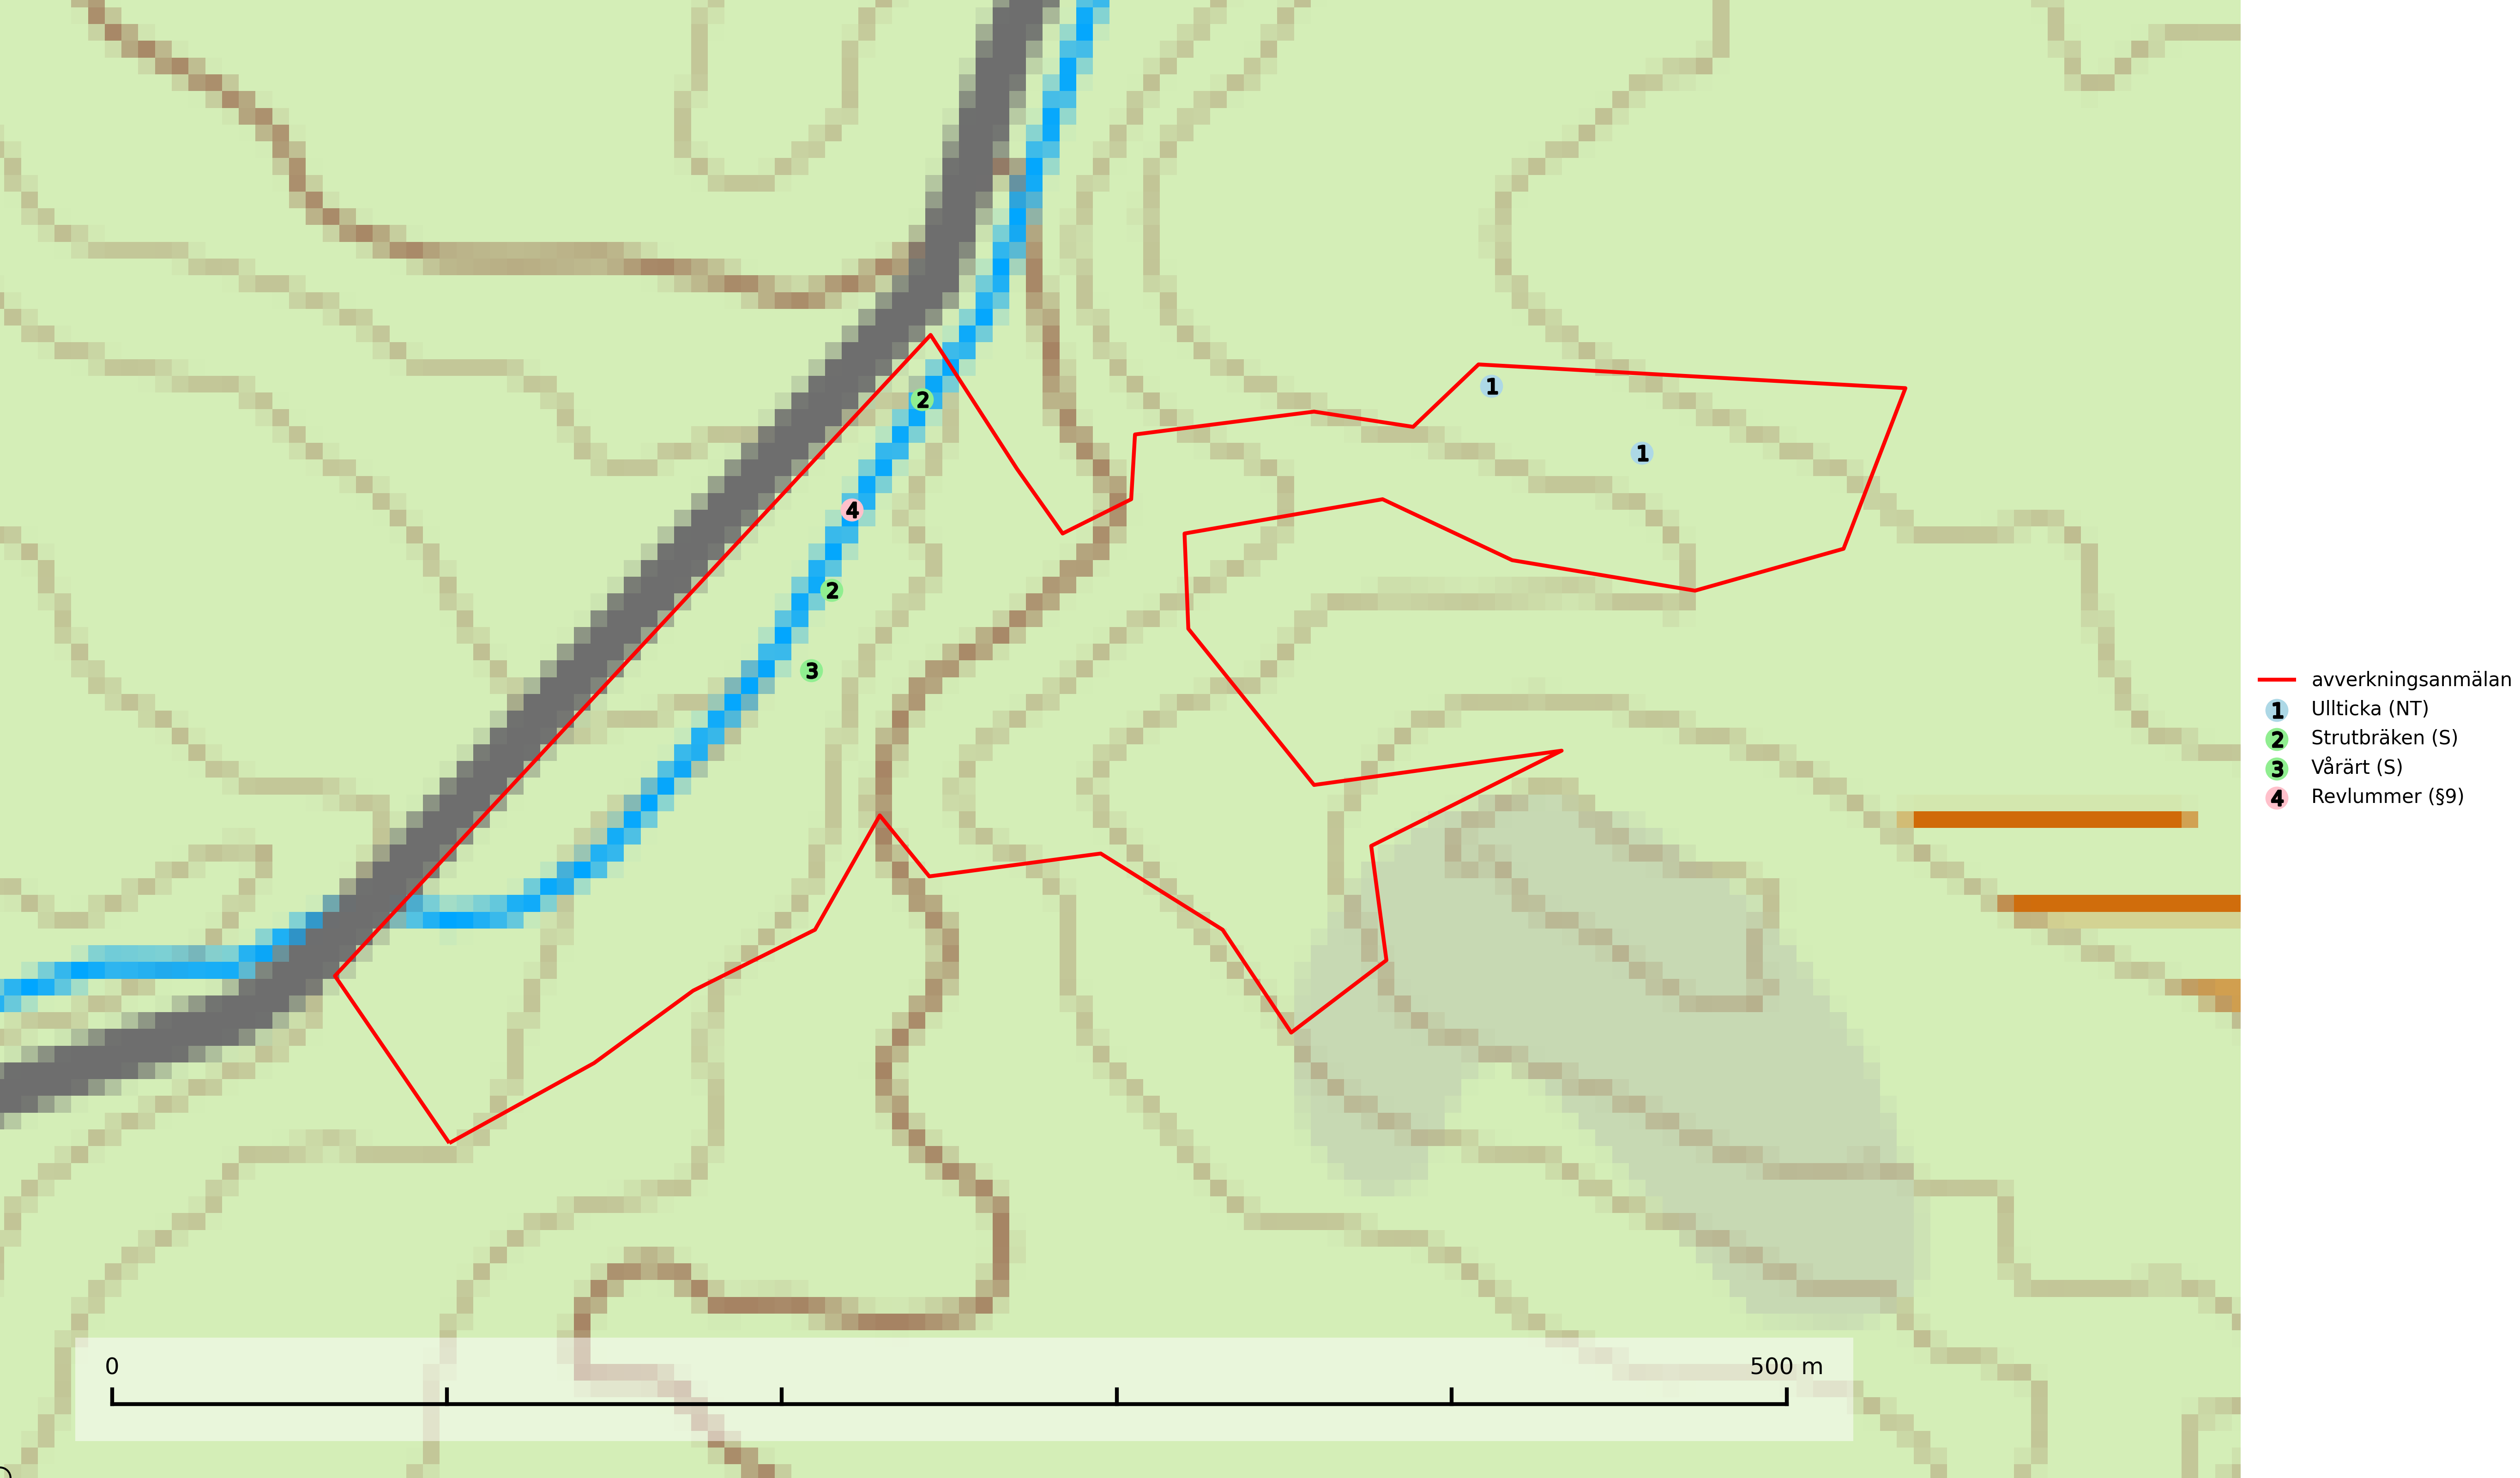 1
2
1
4
2
3
avverkningsanmälan
1 Ullticka (NT)
2 Strutbräken (S)
3 Vårärt (S)
4 Revlummer (§9)
0 500 m